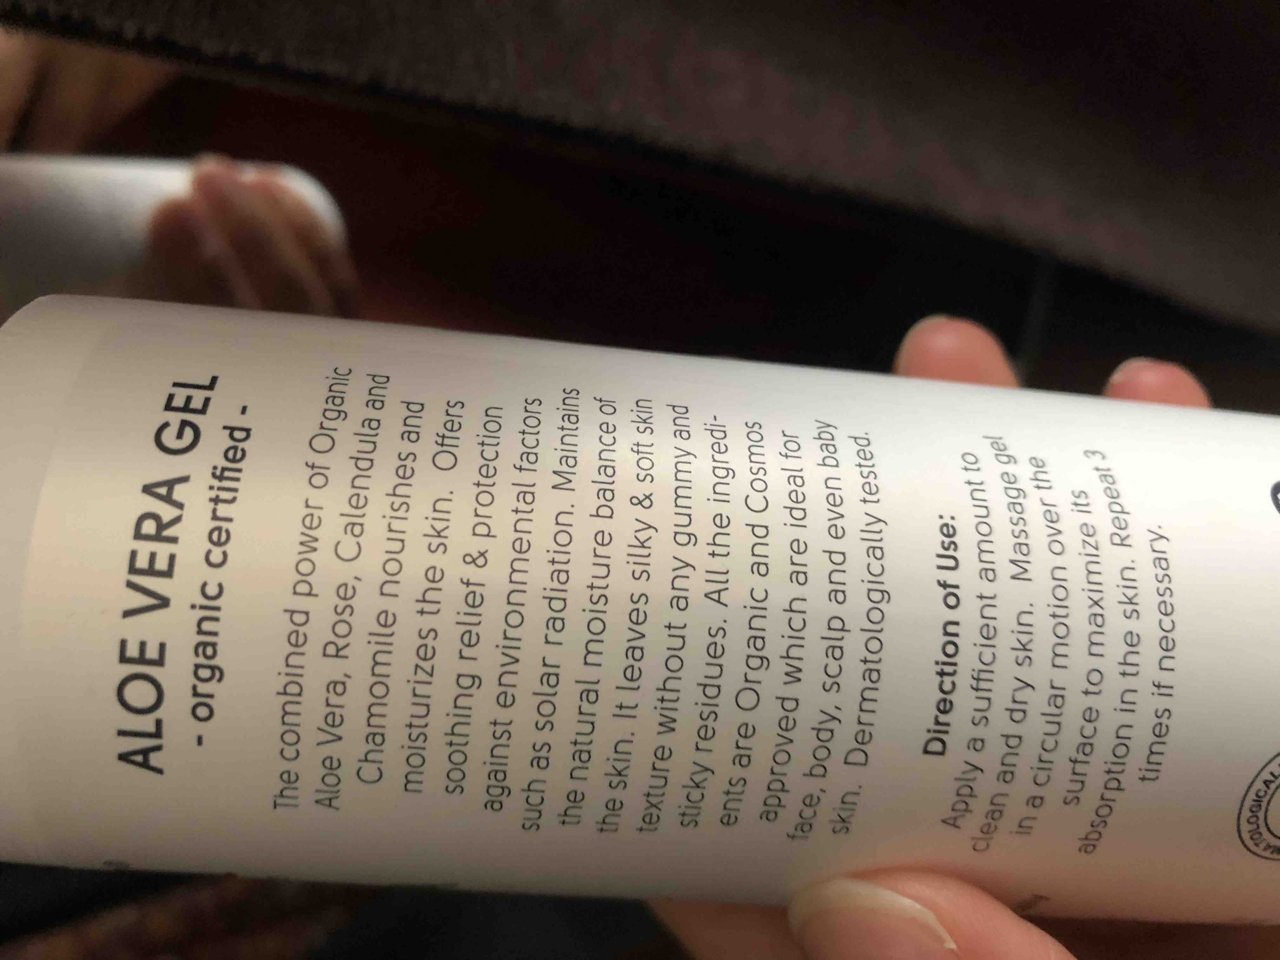 ALOE VERA GEL
- organic certified -
The combined power of Organic
Aloe Vera, Rose, Calendula and
Chamomile nourishes and
moisturizes the skin. Offers
soothing relief & protection
against environmental factors
such as solar radiation. Maintains
the natural moisture balance of
the skin. It leaves silky & soft skin
texture without any gummy and
sticky residues. All the ingredi-
ents are Organic and Cosmos
approved which are ideal for
face, body, scalp and even baby
skin. Dermatologically tested.
Direction of Use:
Apply a sufficient amount to
clean and dry skin. Massage gel
in a circular motion over the
surface to maximize its
absorption in the skin. Repeat 3
times if necessary.